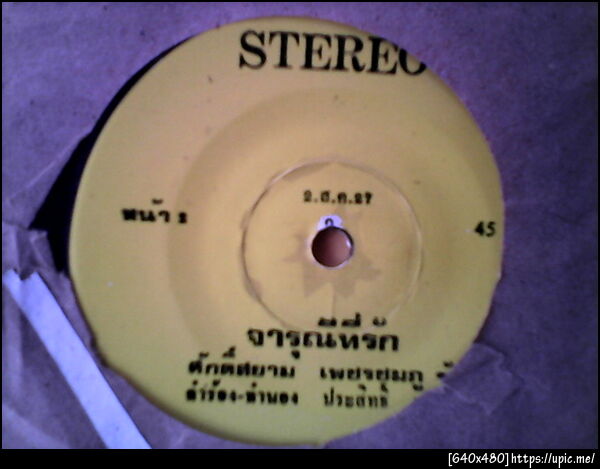 STEREO
2.ส.ค.27
หน้า 2
45
จารุณีที่รัก
ศักดิ์สยาม เพชรชมภู
คำร้อง-ทำนอง ประสิทธิ์
[640x480]https://upic.me/